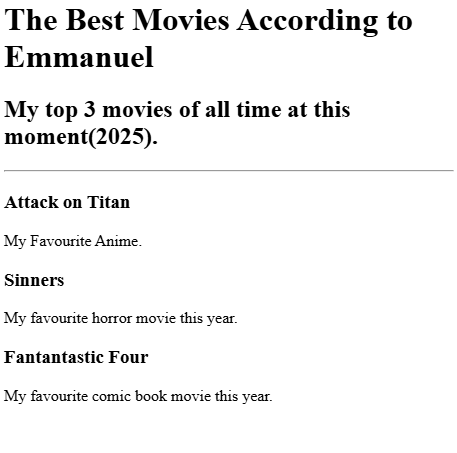 The Best Movies According to
Emmanuel
My top 3 movies of all time at this
moment(2025).
Attack on Titan
My Favourite Anime.
Sinners
My favourite horror movie this year.
Fantantastic Four
My favourite comic book movie this year.